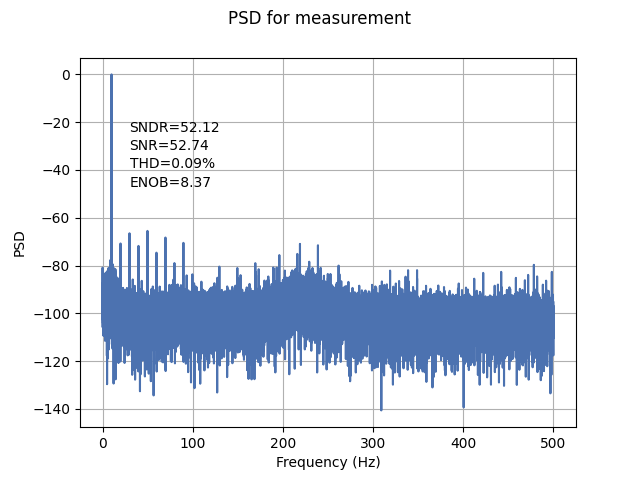 PSD for measurement
0
−20
−40
−60
−80
−100
−120
−140
PSD
SNDR=52.12
SNR=52.74
THD=0.09%
ENOB=8.37
0 100 200 300 400 500
Frequency (Hz)